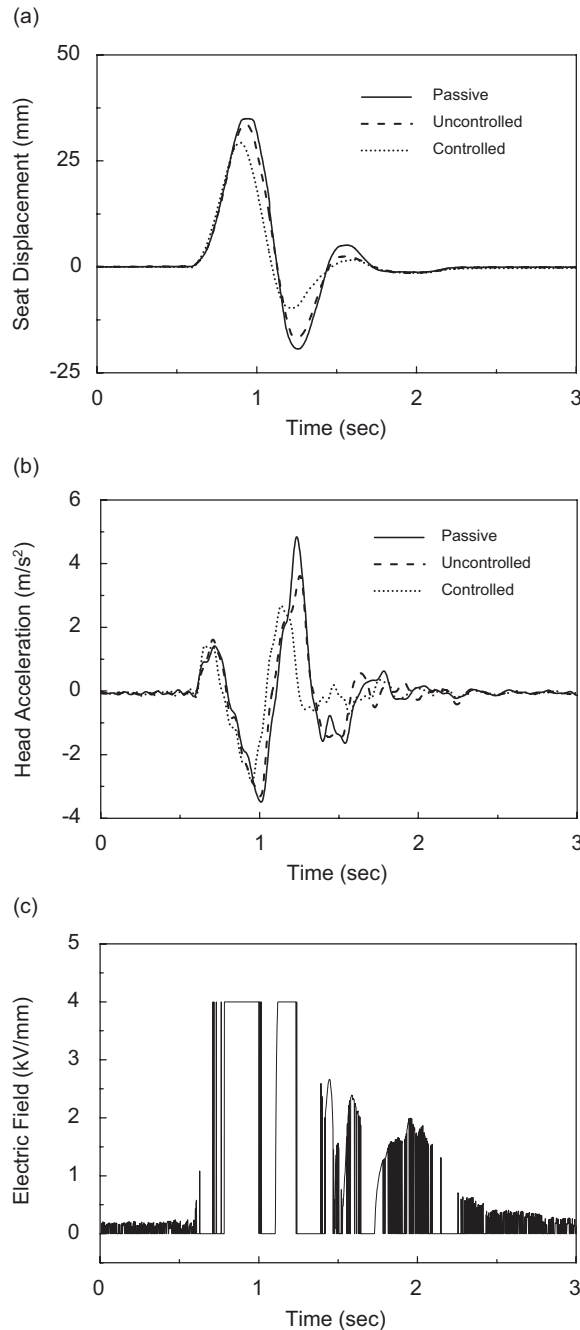 (a)
50
25
0
-25
Seat Displacement (mm)
Passive
Uncontrolled
Controlled
0
1
2
3
Time (sec)
(b)
6
4
2
0
-2
-4
Head Acceleration (m/s²)
Passive
Uncontrolled
Controlled
0
1
2
3
Time (sec)
(c)
5
4
3
2
1
0
Electric Field (kV/mm)
0
1
2
3
Time (sec)